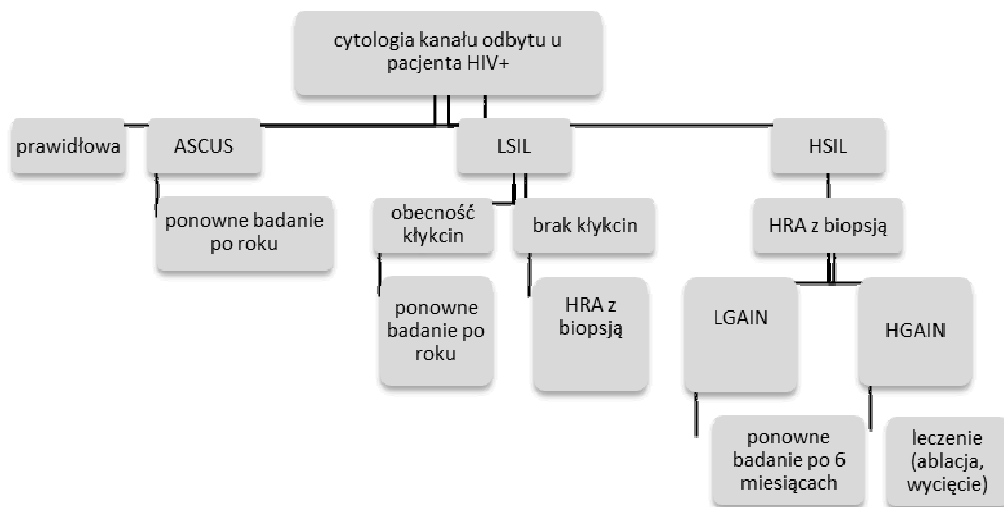 cytologia kanału odbytu u
pacjenta HIV+
prawidłowa
ASCUS
LSIL
HSIL
ponowne badanie
po roku
obecność
kłykcin
brak kłykcin
HRA z biopsją
ponowne
badanie po
roku
HRA z
biopsją
LGAIN
HGAIN
ponowne
badanie po 6
miesiącach
leczenie
(ablacja,
wycięcie)